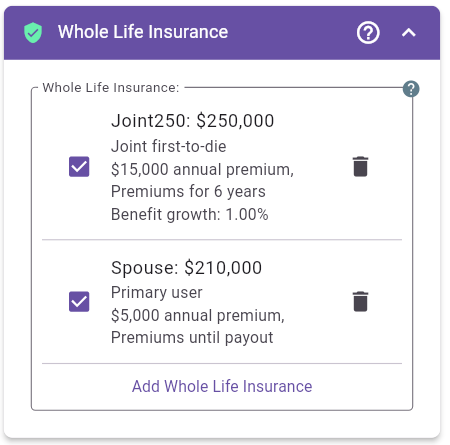 Whole Life Insurance
?
Whole Life Insurance:
?
Joint250: $250,000
Joint first-to-die
$15,000 annual premium,
Premiums for 6 years
Benefit growth: 1.00%
Spouse: $210,000
Primary user
$5,000 annual premium,
Premiums until payout
Add Whole Life Insurance